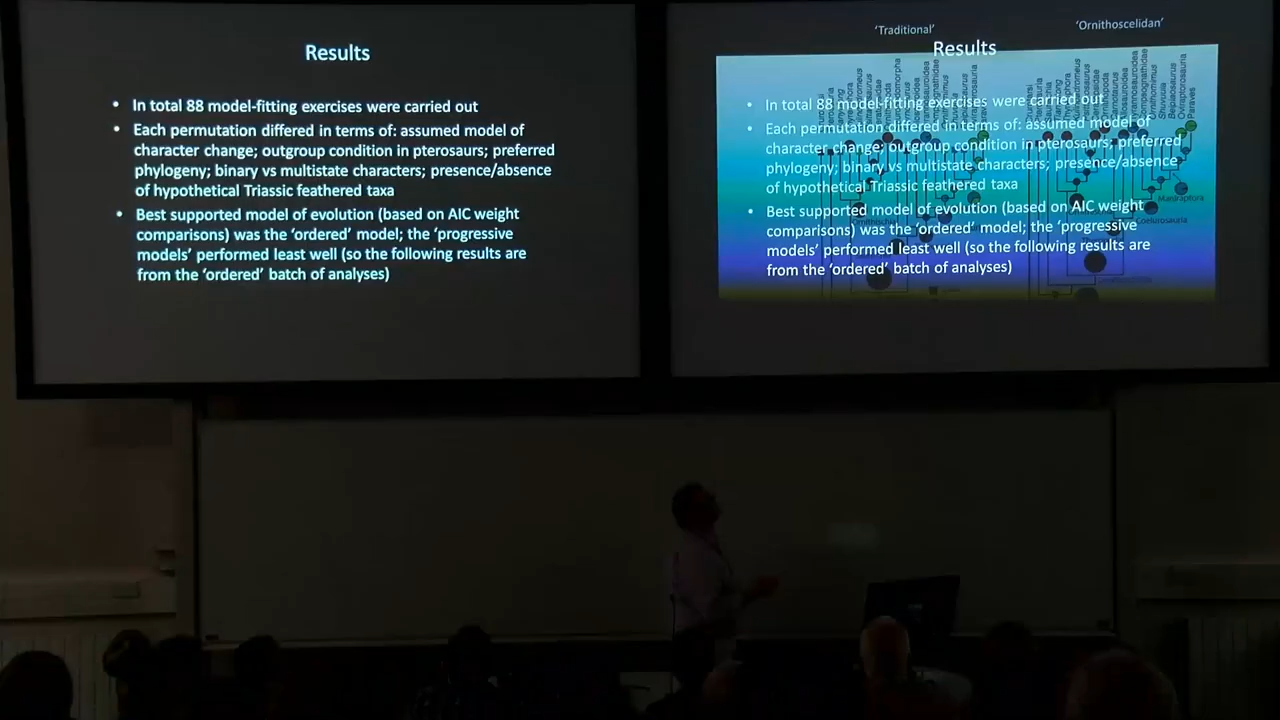 Results
• In total 88 model-fitting exercises were carried out
• Each permutation differed in terms of: assumed model of
character change; outgroup condition in pterosaurs; preferred
phylogeny; binary vs multistate characters; presence/absence
of hypothetical Triassic feathered taxa
• Best supported model of evolution (based on AIC weight
comparisons) was the ‘ordered’ model; the ‘progressive
models’ performed least well (so the following results are
from the ‘ordered’ batch of analyses)
‘Traditional’
‘Ornithoscelidan’
Results
• In total 88 model-fitting exercises were carried out
• Each permutation differed in terms of: assumed model of
character change; outgroup condition in pterosaurs; preferred
phylogeny; binary vs multistate characters; presence/absence
of hypothetical Triassic feathered taxa
• Best supported model of evolution (based on AIC weight
comparisons) was the ‘ordered’ model; the ‘progressive
models’ performed least well (so the following results are
from the ‘ordered’ batch of analyses)
Maniraptora
Coelurosauria
Ornithomimus
Shuvuuia
Oviraptorosauria
Paraves